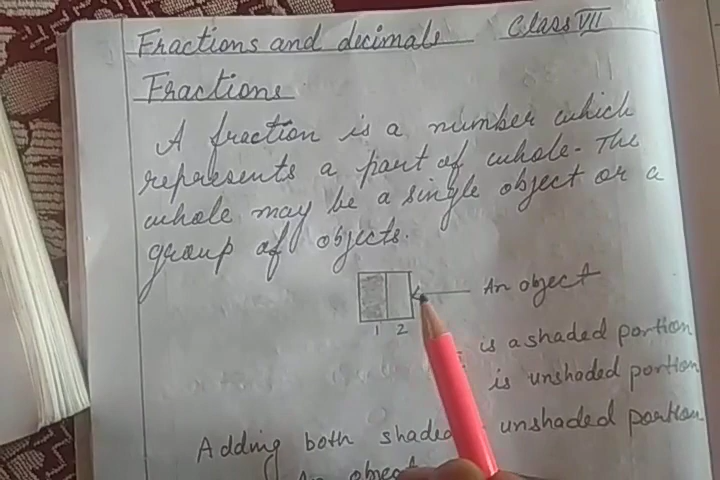 Fractions and decimals Class VII
Fractions
A fraction is a number which
represents a part of whole. The
whole may be a single object or a
group of objects.
An object
1 2
is a shaded portion
is unshaded portion
Adding both shaded unshaded portion
An object